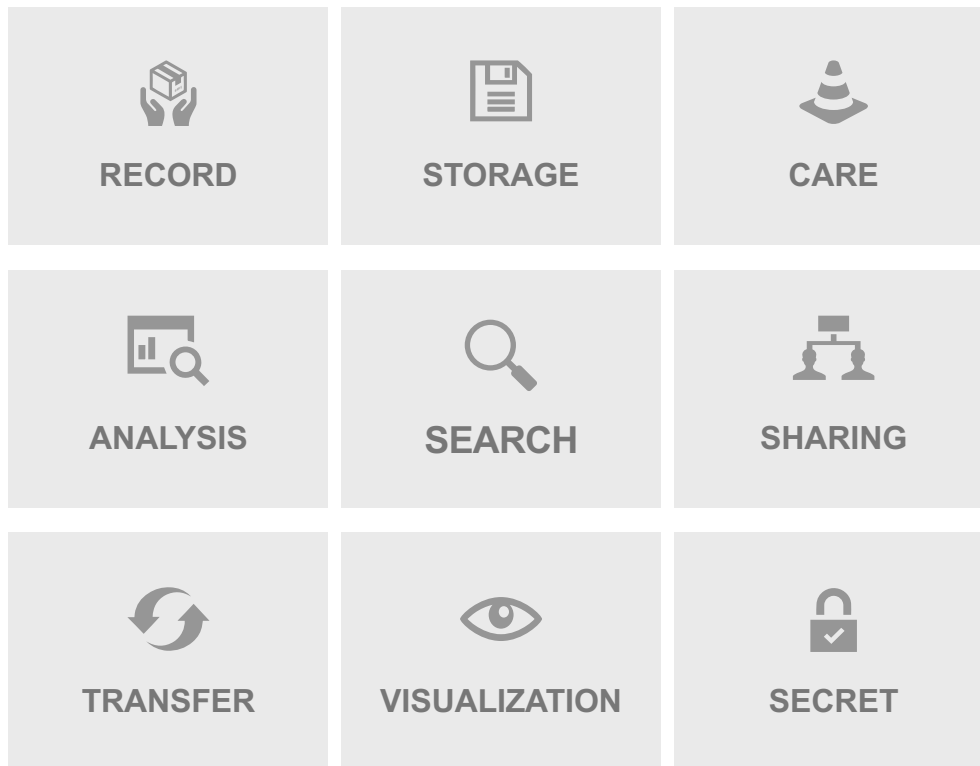 RECORD
STORAGE
CARE
ANALYSIS
SEARCH
SHARING
TRANSFER
VISUALIZATION
SECRET